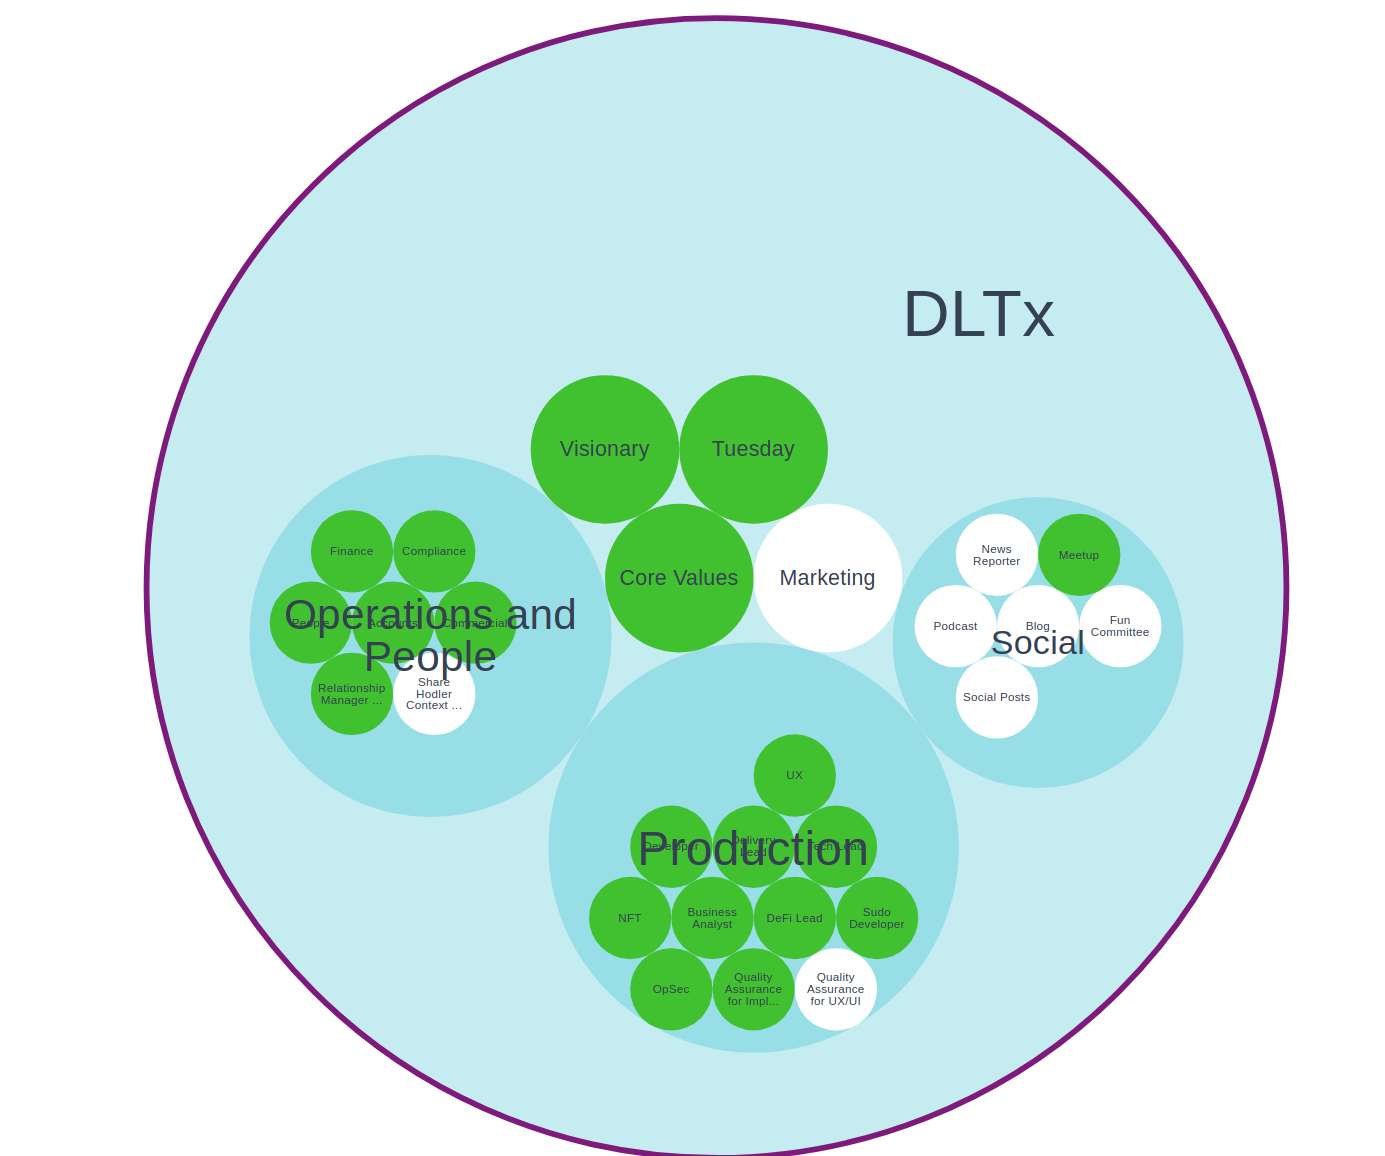 DLTx
Visionary
Tuesday
Core Values
Marketing
Operations and
People
Finance
Compliance
People
Accounts
Commercial
Relationship
Manager ...
Share
Hodler
Context ...
Social
News
Reporter
Meetup
Podcast
Blog
Fun
Committee
Social Posts
Production
UX
Developer
Delivery
Lead
Tech Lead
NFT
Business
Analyst
DeFi Lead
Sudo
Developer
OpSec
Quality
Assurance
for Impl...
Quality
Assurance
for UX/UI